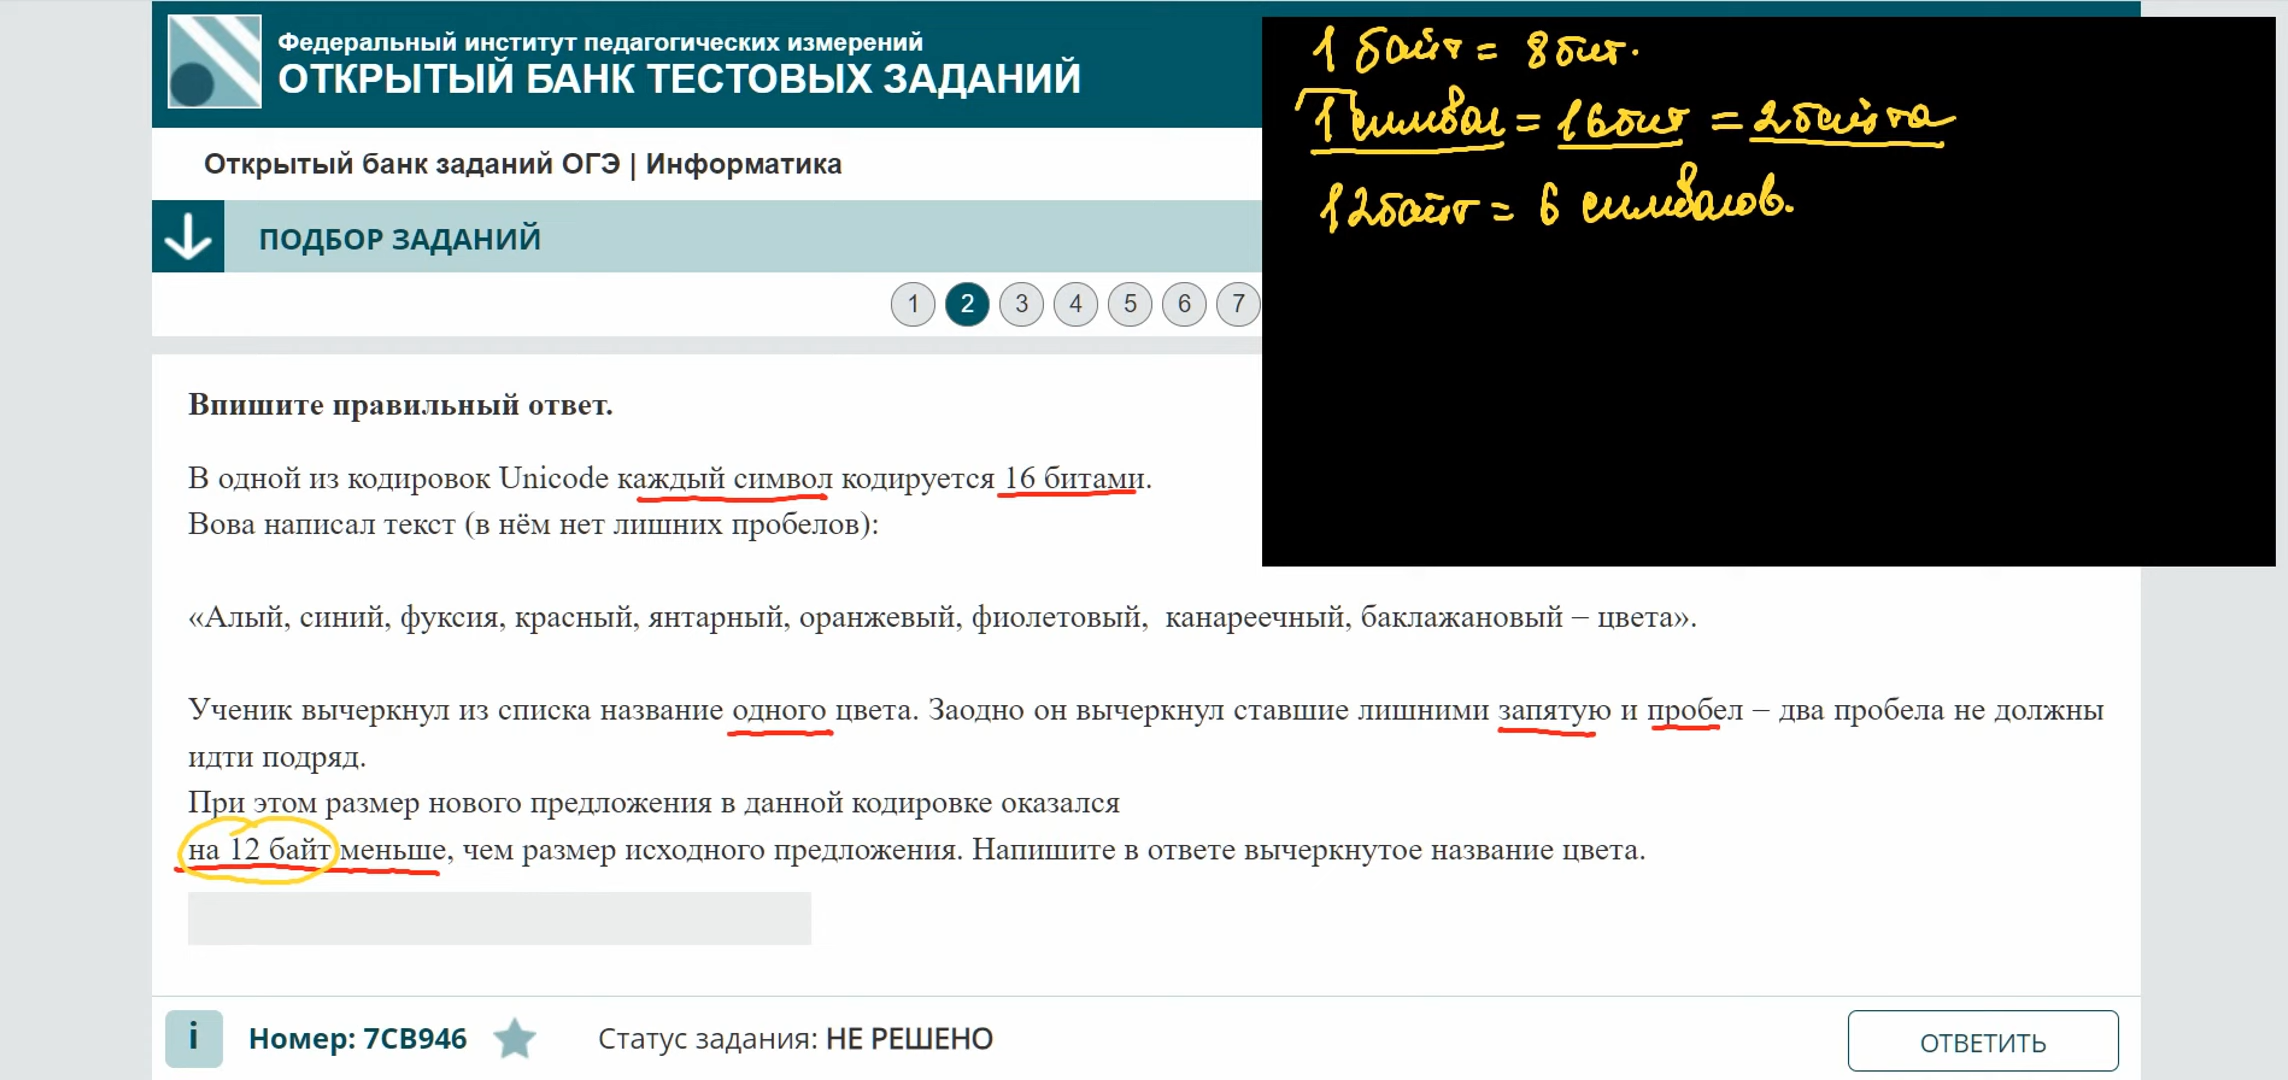 Федеральный институт педагогических измерений
ОТКРЫТЫЙ БАНК ТЕСТОВЫХ ЗАДАНИЙ
1 байт = 8 бит.
1 символ = 16 бит = 2 байта
12 байт = 6 символов.
Открытый банк заданий ОГЭ | Информатика
ПОДБОР ЗАДАНИЙ
1 2 3 4 5 6 7
Впишите правильный ответ.
В одной из кодировок Unicode каждый символ кодируется 16 битами.
Вова написал текст (в нём нет лишних пробелов):
«Алый, синий, фуксия, красный, янтарный, оранжевый, фиолетовый, канареечный, баклажановый – цвета».
Ученик вычеркнул из списка название одного цвета. Заодно он вычеркнул ставшие лишними запятую и пробел – два пробела не должны
идти подряд.
При этом размер нового предложения в данной кодировке оказался
на 12 байт меньше, чем размер исходного предложения. Напишите в ответе вычеркнутое название цвета.
i Номер: 7CB946 Статус задания: НЕ РЕШЕНО
ОТВЕТИТЬ